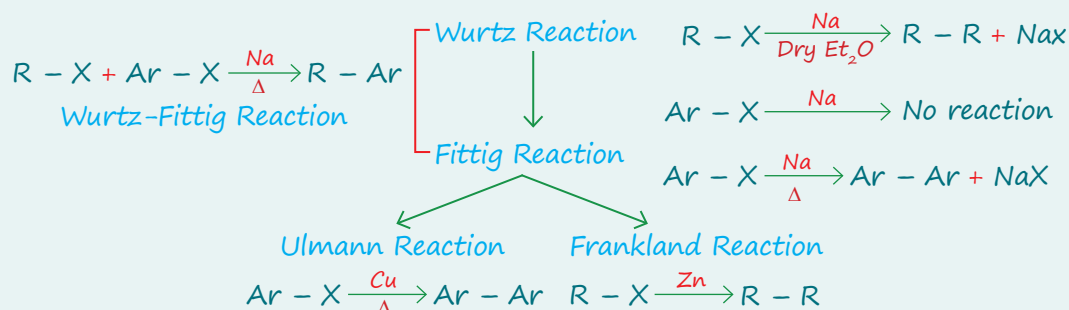 Wurtz Reaction
R – X Na Dry Et₂O R – R + Nax
R – X + Ar – X Na Δ R – Ar
Wurtz-Fittig Reaction
Ar – X Na No reaction
Fittig Reaction
Ar – X Na Δ Ar – Ar + NaX
Ulmann Reaction
Frankland Reaction
Ar – X Cu Δ Ar – Ar
R – X Zn R – R